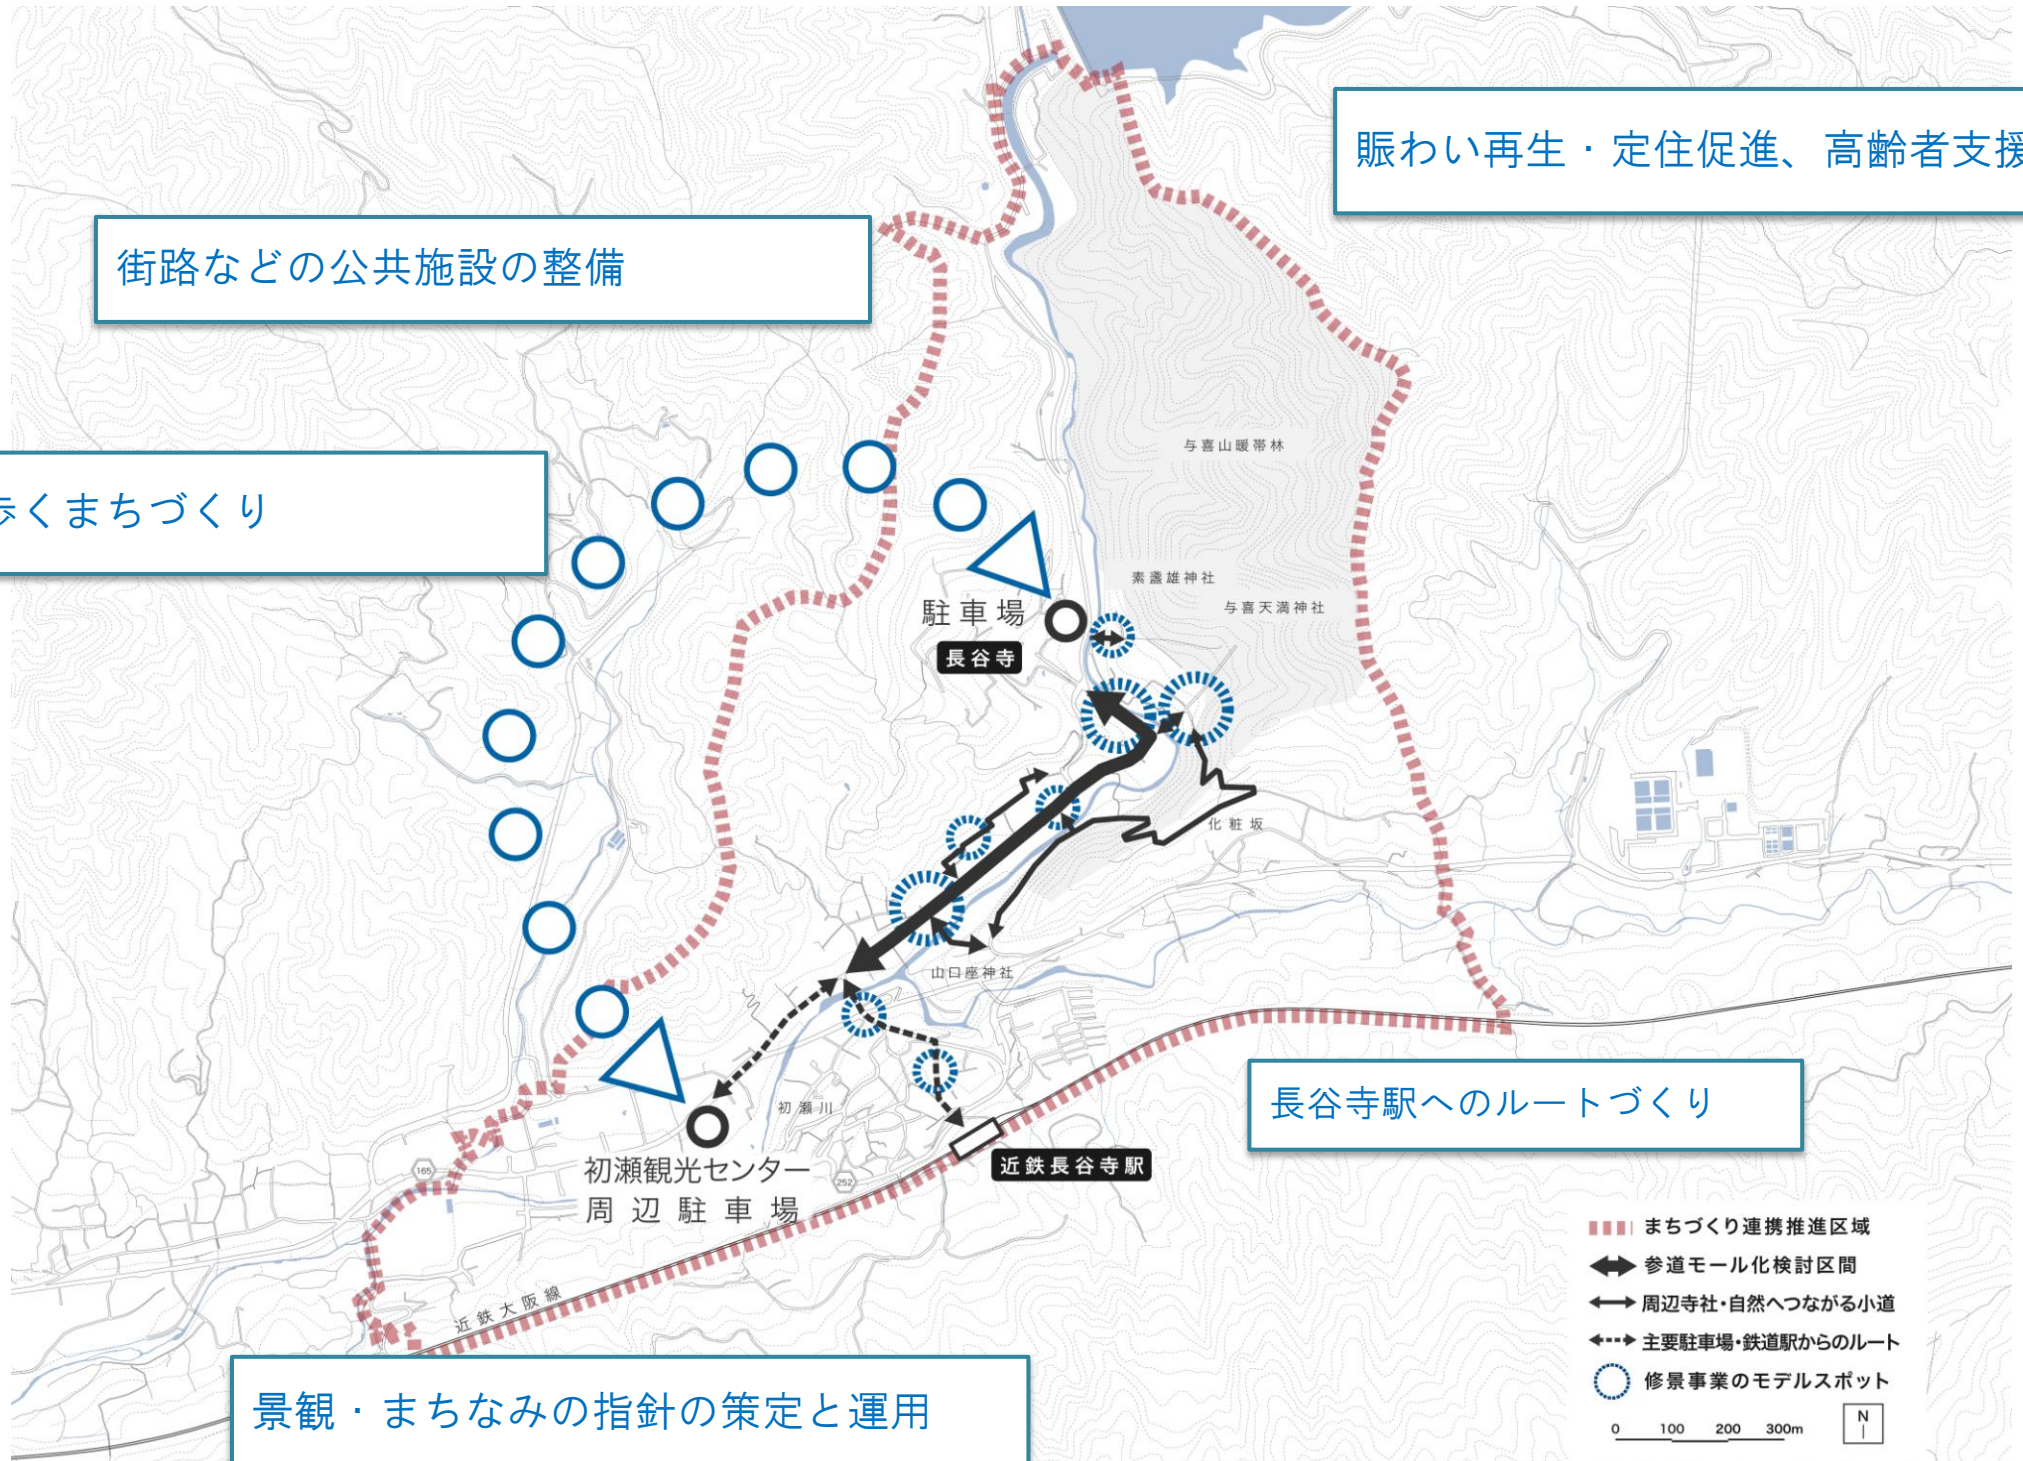 賑わい再生・定住促進、高齢者支援
街路などの公共施設の整備
歩くまちづくり
与喜山暖帯林
素盞雄神社
与喜天満神社
駐車場
長谷寺
化粧坂
山口座神社
初瀬川
長谷寺駅へのルートづくり
近鉄長谷寺駅
初瀬観光センター
周辺駐車場
165
252
近鉄大阪線
景観・まちなみの指針の策定と運用
まちづくり連携推進区域
参道モール化検討区間
周辺寺社・自然へつながる小道
主要駐車場・鉄道駅からのルート
修景事業のモデルスポット
0 100 200 300m
N